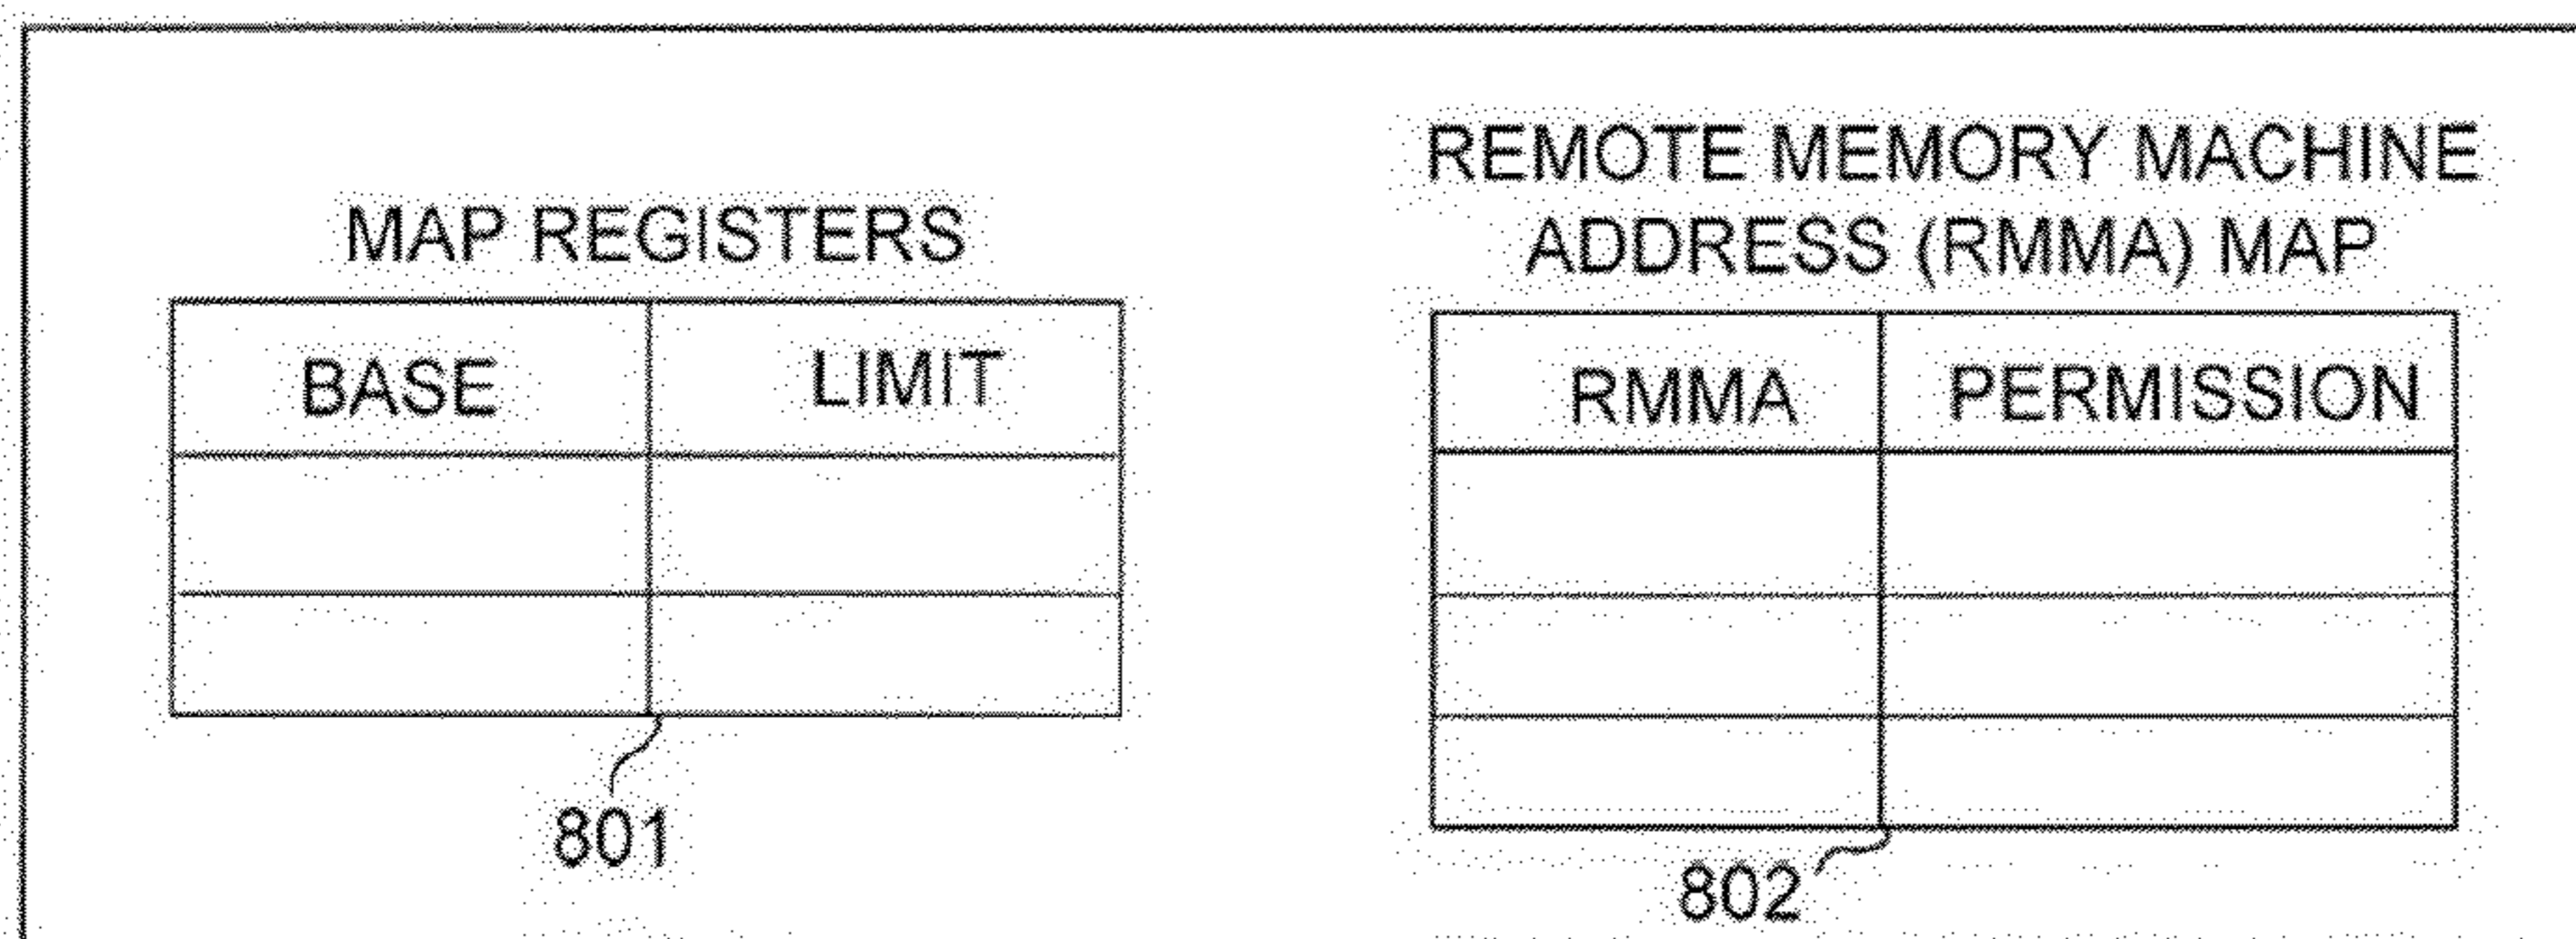 MAP REGISTERS
BASE LIMIT
801
REMOTE MEMORY MACHINE
ADDRESS (RMMA) MAP
RMMA PERMISSION
802